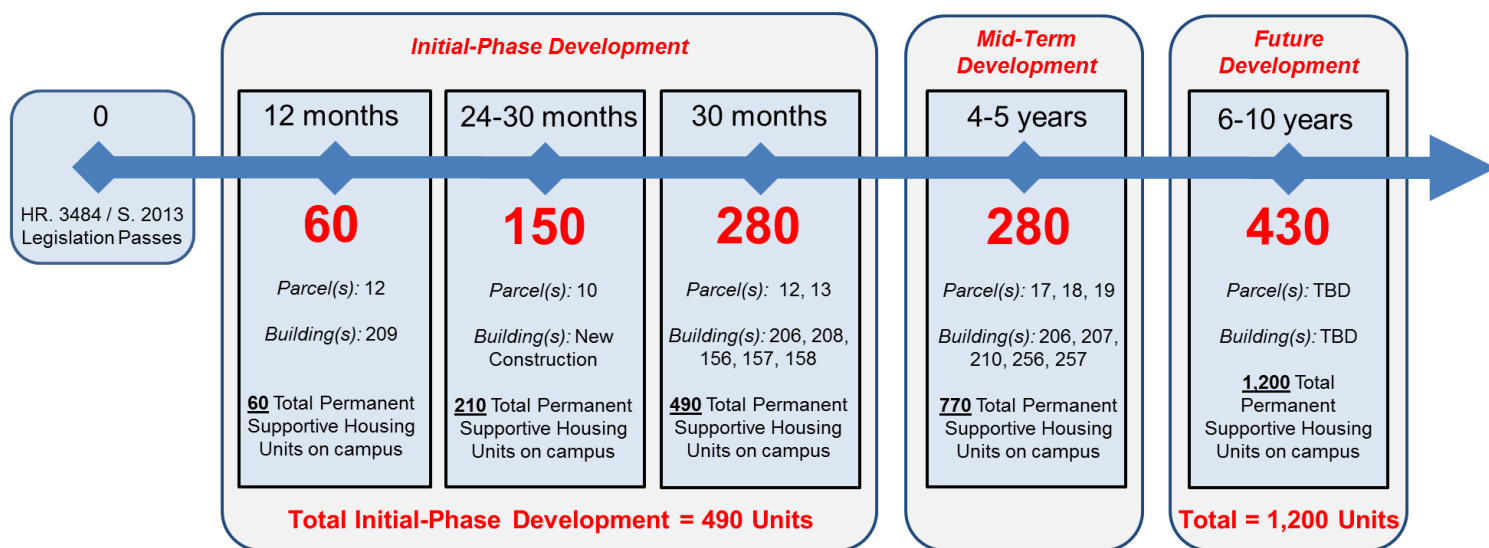 Initial-Phase Development
Mid-Term
Development
Future
Development
0
HR. 3484 / S. 2013
Legislation Passes
12 months
60
Parcel(s): 12
Building(s): 209
60 Total Permanent
Supportive Housing
Units on campus
24-30 months
150
Parcel(s): 10
Building(s): New
Construction
210 Total Permanent
Supportive Housing
Units on campus
30 months
280
Parcel(s): 12, 13
Building(s): 206, 208,
156, 157, 158
490 Total Permanent
Supportive Housing
Units on campus
4-5 years
280
Parcel(s): 17, 18, 19
Building(s): 206, 207,
210, 256, 257
770 Total Permanent
Supportive Housing
Units on campus
6-10 years
430
Parcel(s): TBD
Building(s): TBD
1,200 Total
Permanent
Supportive Housing
Units on campus
Total Initial-Phase Development = 490 Units
Total = 1,200 Units